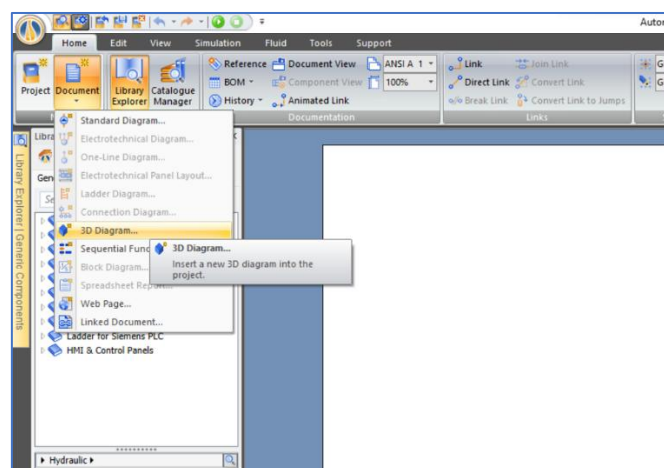 Autom
Home Edit View Simulation Fluid Tools Support
Reference Document View ANSI A 1 Link Join Link G
Project Document Library Explorer Catalogue Manager BOM Component View 100% Direct Link Convert Link G
History Animated Link Break Link Convert Link to Jumps
Documentation Links
Standard Diagram...
Electrotechnical Diagram...
One-Line Diagram...
Electrotechnical Panel Layout...
Ladder Diagram...
Connection Diagram...
3D Diagram...
Sequential Func
Block Diagram...
Spreadsheet Report...
Web Page...
Linked Document...
3D Diagram...
Insert a new 3D diagram into the
project.
Libra
Gen
Se
Library Explorer | Generic Components
Ladder for Siemens PLC
HMI & Control Panels
Hydraulic